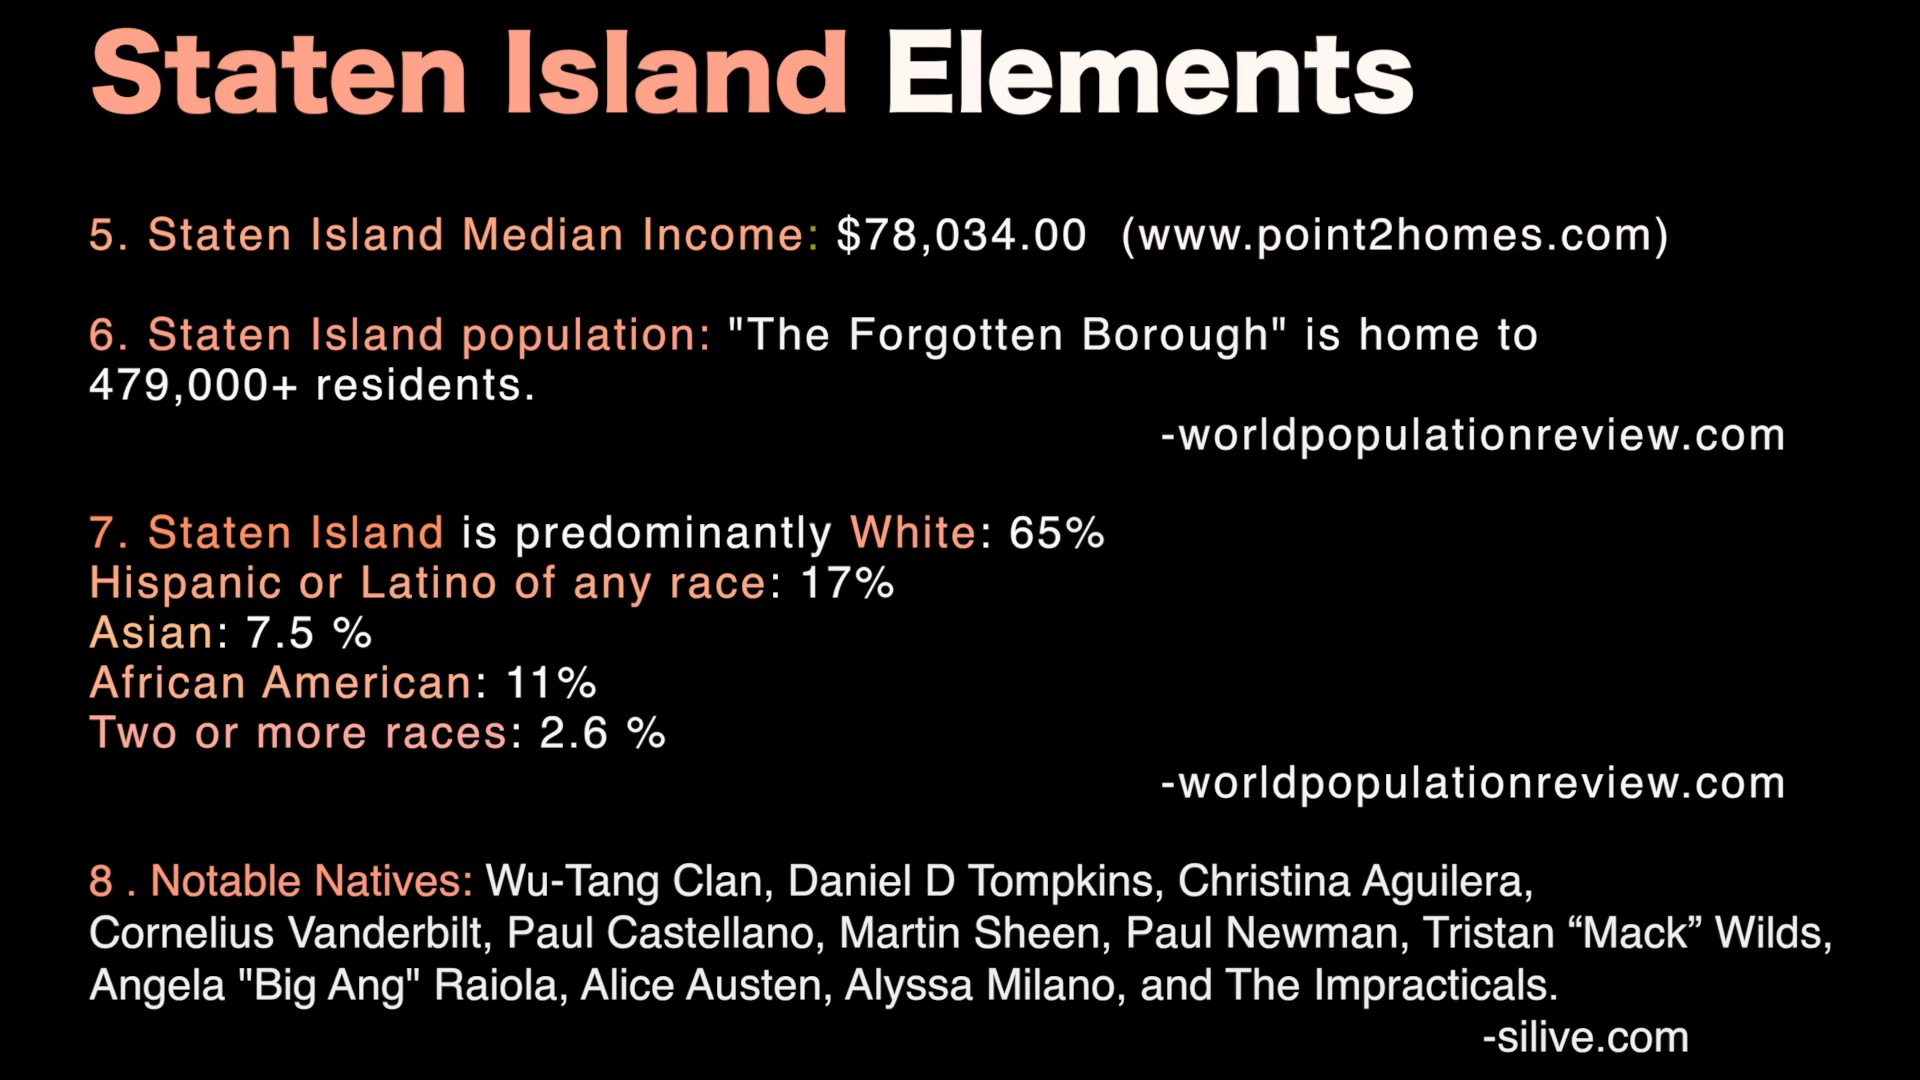 Staten Island Elements
5. Staten Island Median Income: $78,034.00 (www.point2homes.com)
6. Staten Island population: "The Forgotten Borough" is home to
479,000+ residents.
-worldpopulationreview.com
7. Staten Island is predominantly White: 65%
Hispanic or Latino of any race: 17%
Asian: 7.5 %
African American: 11%
Two or more races: 2.6 %
-worldpopulationreview.com
8 . Notable Natives: Wu-Tang Clan, Daniel D Tompkins, Christina Aguilera,
Cornelius Vanderbilt, Paul Castellano, Martin Sheen, Paul Newman, Tristan “Mack” Wilds,
Angela "Big Ang" Raiola, Alice Austen, Alyssa Milano, and The Impracticals.
-silive.com